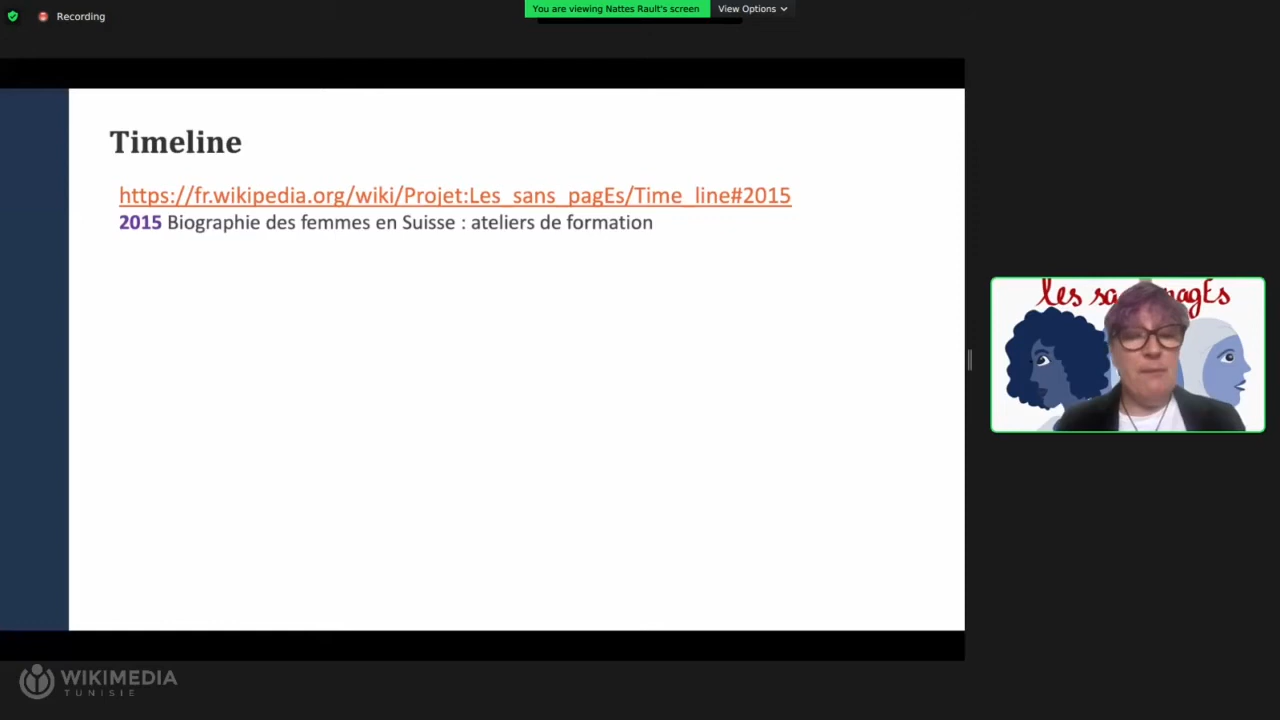 Recording
You are viewing Nattes Rault's screen
View Options
Timeline
https://fr.wikipedia.org/wiki/Projet:Les_sans_pagEs/Time_line#2015
2015 Biographie des femmes en Suisse : ateliers de formation
les sa pagEs
WIKIMEDIA
TUNISIE